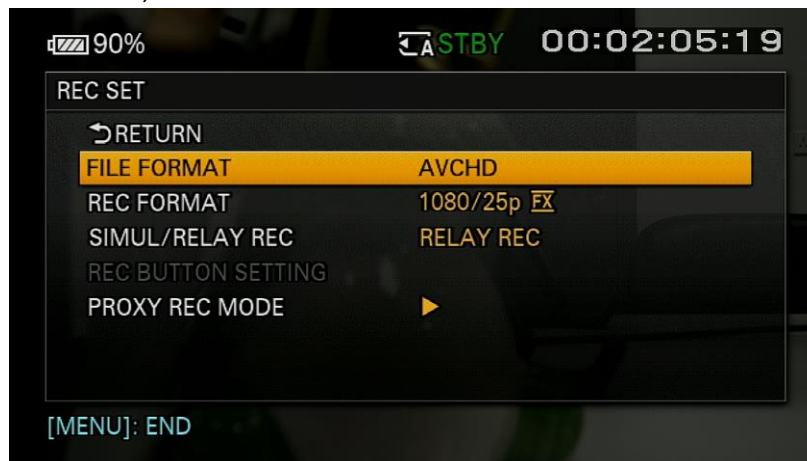 90% A STBY 00:02:05:19
REC SET
RETURN
FILE FORMAT AVCHD
REC FORMAT 1080/25p FX
SIMUL/RELAY REC RELAY REC
REC BUTTON SETTING
PROXY REC MODE
[MENU]: END